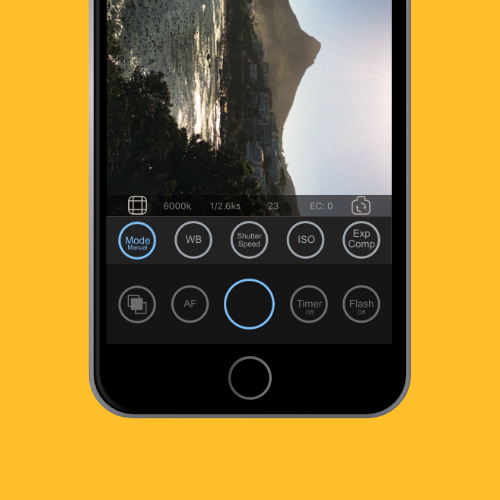 6000k 1/2.6ks 23 EC: 0
Mode
Manual
WB
Shutter
Speed
ISO
Exp
Comp
AF
Timer
Off
Flash
Off